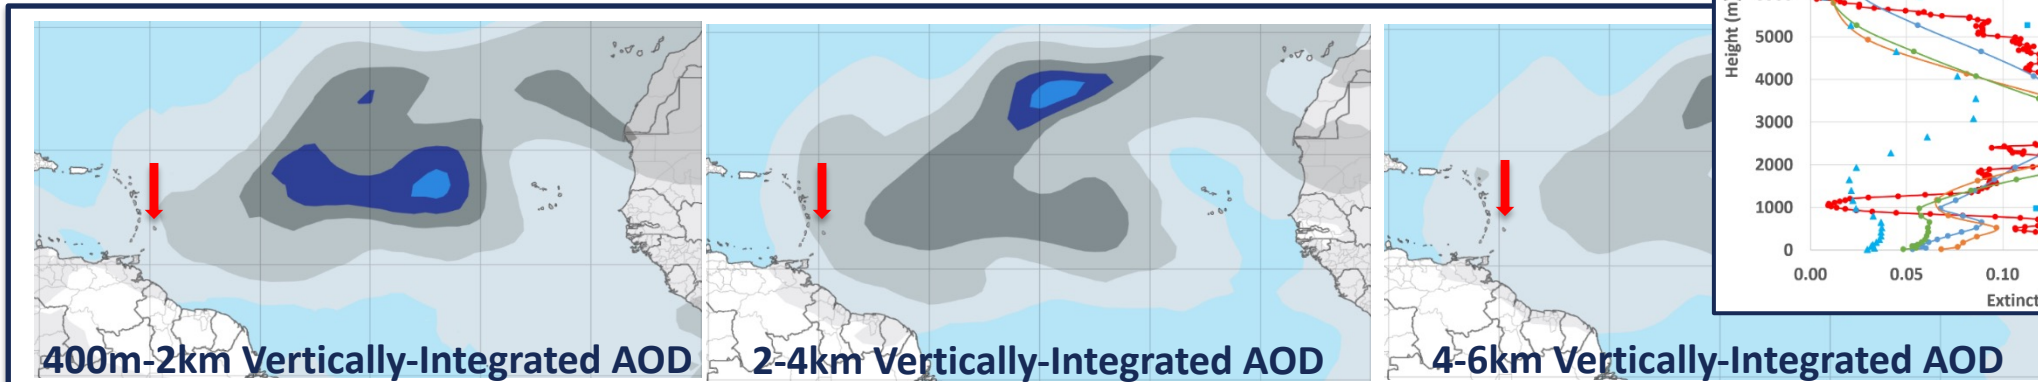 400m-2km Vertically-Integrated AOD
2-4km Vertically-Integrated AOD
4-6km Vertically-Integrated AOD
Height (m)
5000
4000
3000
2000
1000
0
0.00
0.05
0.10
Extinct